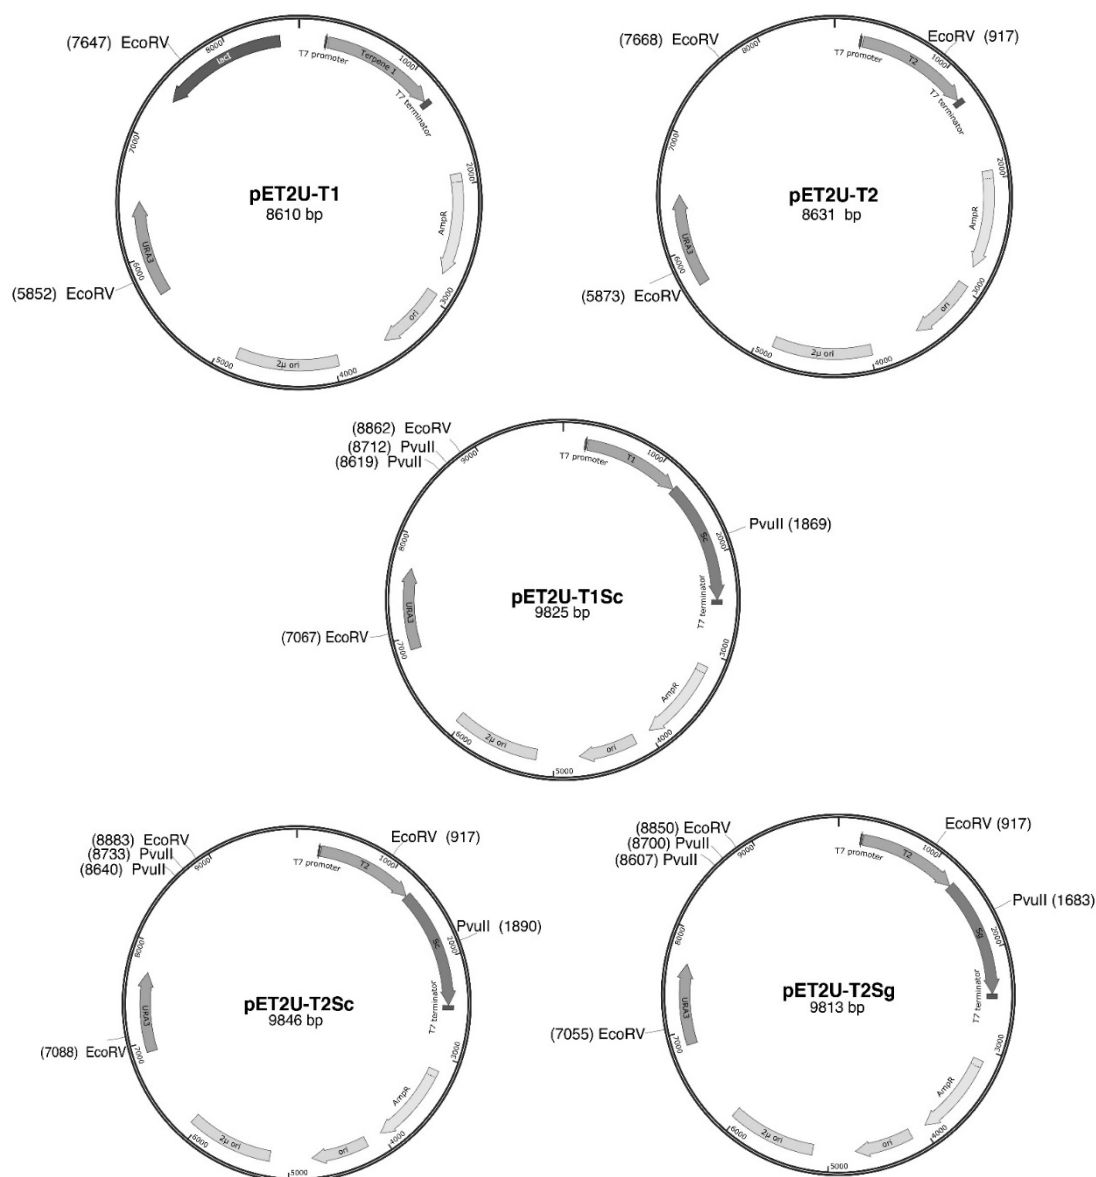 (7647) EcoRV
8000
lacI
T7 promoter
Terpene 1
1000
T7 terminator
7000
2000
pET2U-T1
8610 bp
AmpR
URA3
6000
(5852) EcoRV
3000
ori
5000
2µ ori
4000
(7668) EcoRV
8000
EcoRV (917)
T7 promoter
T2
1000
T7 terminator
7000
2000
pET2U-T2
8631 bp
AmpR
URA3
6000
(5873) EcoRV
3000
ori
5000
2µ ori
4000
(8862) EcoRV
(8712) PvuII
(8619) PvuII
9000
T7 promoter
T1
1000
PvuII (1869)
8000
Sc
2000
pET2U-T1Sc
9825 bp
T7 terminator
URA3
(7067) EcoRV
7000
3000
AmpR
6000
2µ ori
ori
4000
5000
(8883) EcoRV
(8733) PvuII
(8640) PvuII
9000
EcoRV (917)
T7 promoter
T2
1000
PvuII (1890)
8000
Sc
2000
pET2U-T2Sc
9846 bp
T7 terminator
URA3
(7088) EcoRV
7000
3000
AmpR
6000
2µ ori
ori
4000
5000
(8850) EcoRV
(8700) PvuII
(8607) PvuII
9000
EcoRV (917)
T7 promoter
T2
1000
PvuII (1683)
8000
Sg
2000
pET2U-T2Sg
9813 bp
T7 terminator
URA3
(7055) EcoRV
7000
3000
AmpR
6000
2µ ori
ori
4000
5000